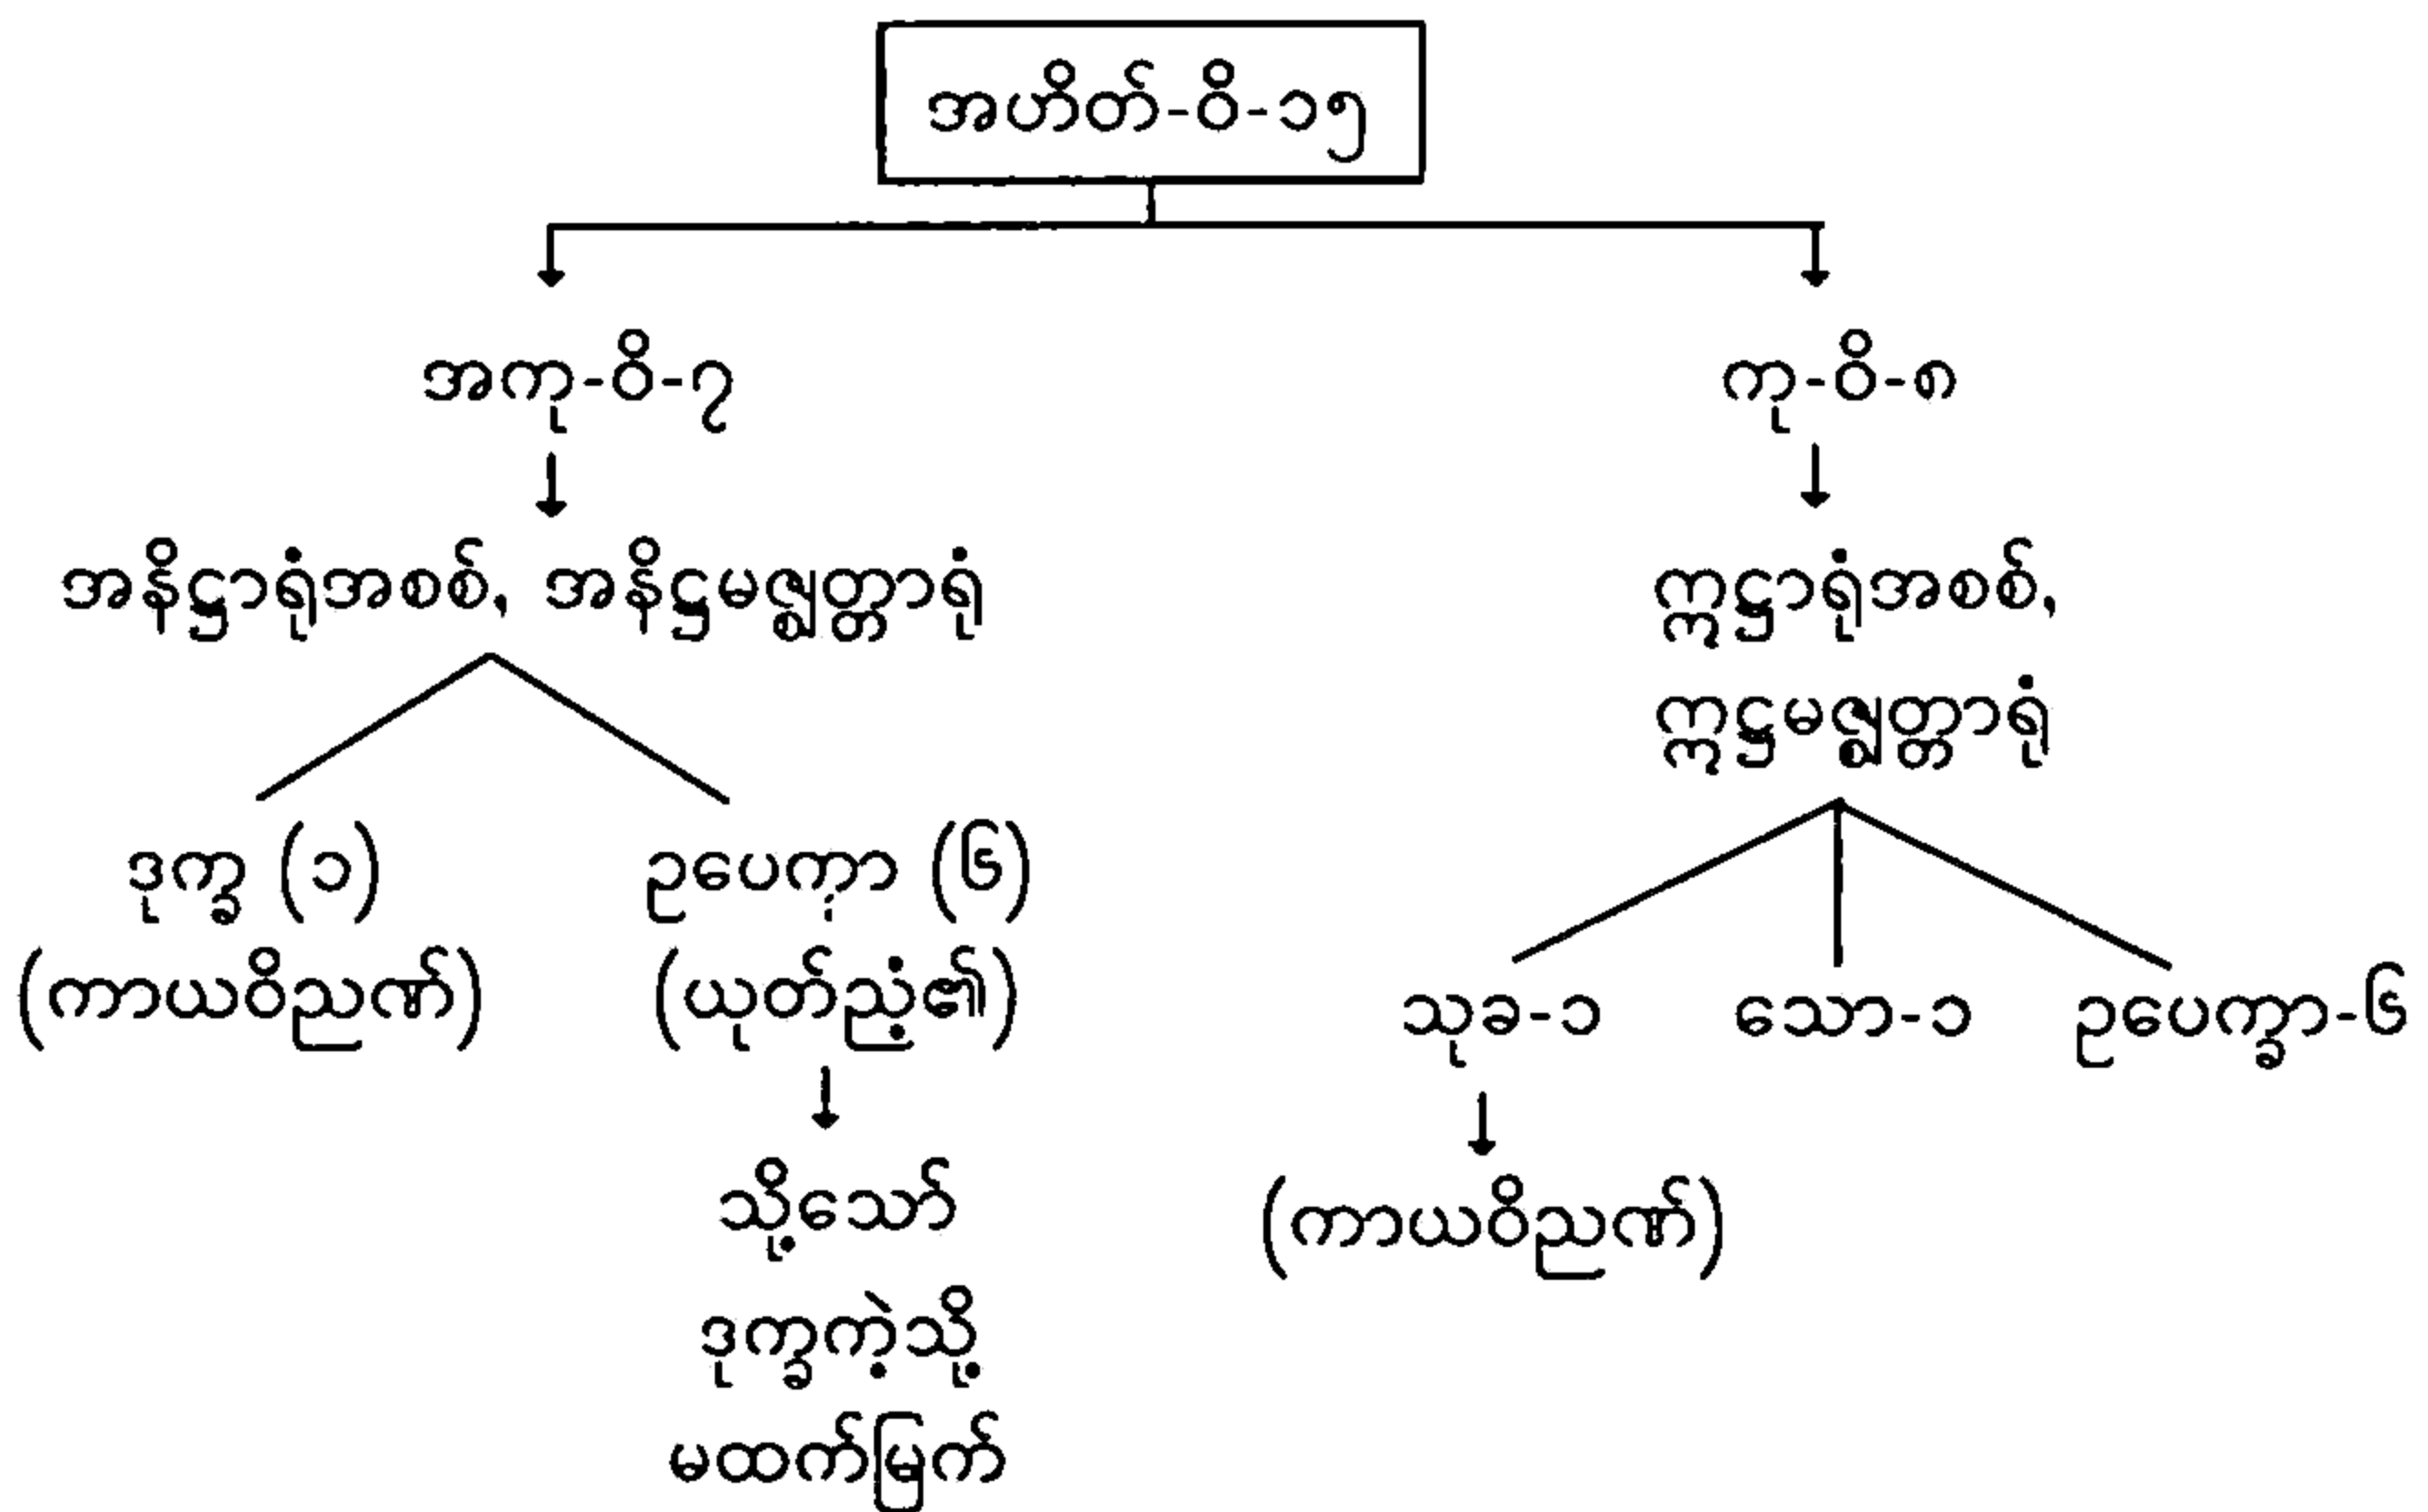 အဟိတ်-ဝိ-၁၅
အကု-ဝိ-၇
ကု-ဝိ-၈
အနိဋ္ဌာရုံအစစ်, အနိဋ္ဌမဇ္ဈတ္တာရုံ
ဣဋ္ဌာရုံအစစ်,
ဣဋ္ဌမဇ္ဈတ္တာရုံ
ဒုက္ခ (၁)
(ကာယဝိညဏ်)
ဥပေက္ခာ (၆)
(ယုတ်ညံ့၏)
သို့သော်
ဒုက္ခကဲ့သို့
မထက်မြက်
သုခ-၁
သော-၁
ဥပေက္ခာ-၆
(ကာယဝိညဏ်)